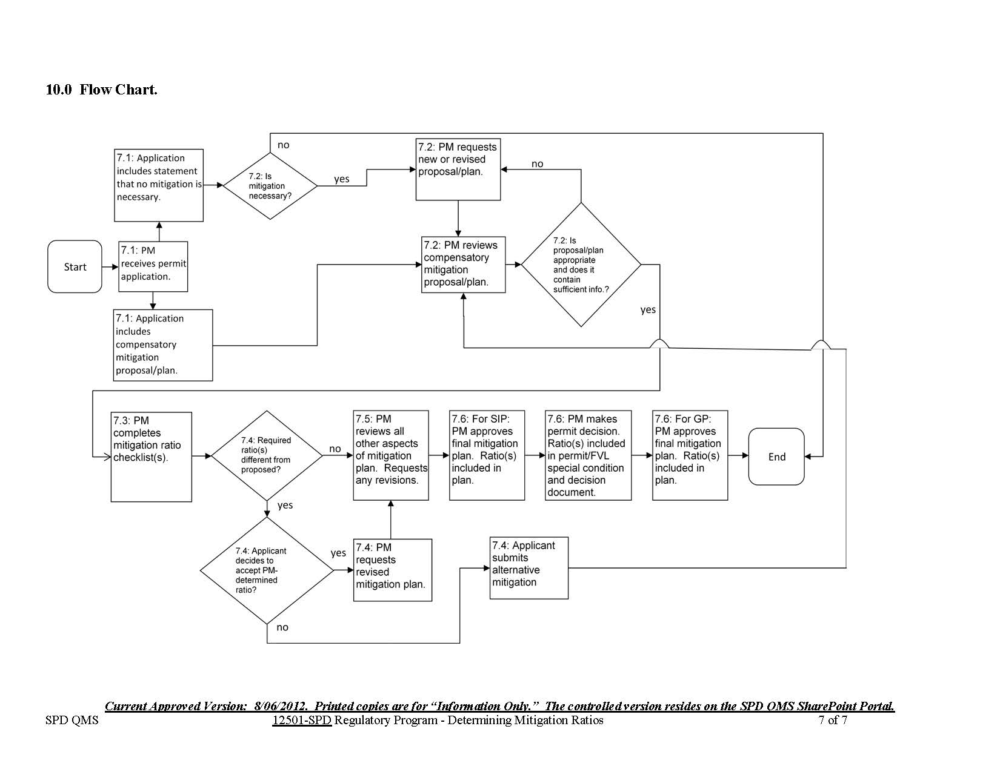 10.0  Flow Chart.
no
7.1: Application
includes statement
that no mitigation is
necessary.
7.2: Is
mitigation
necessary?
yes
7.2: PM requests
new or revised
proposal/plan.
no
Start
7.1: PM
receives permit
application.
7.2: PM reviews
compensatory
mitigation
proposal/plan.
7.2: Is
proposal/plan
appropriate
and does it
contain
sufficient info.?
yes
7.1: Application
includes
compensatory
mitigation
proposal/plan.
7.3: PM
completes
mitigation ratio
checklist(s).
7.4: Required
ratio(s)
different from
proposed?
no
7.5: PM
reviews all
other aspects
of mitigation
plan.  Requests
any revisions.
7.6: For SIP:
PM approves
final mitigation
plan.  Ratio(s)
included in
plan.
7.6: PM makes
permit decision.
Ratio(s) included
in permit/FVL
special condition
and decision
document.
7.6: For GP:
PM approves
final mitigation
plan.  Ratio(s)
included in
plan.
End
yes
7.4: Applicant
decides to
accept PM-
determined
ratio?
yes
7.4: PM
requests
revised
mitigation plan.
7.4: Applicant
submits
alternative
mitigation
no
Current Approved Version:  8/06/2012.  Printed copies are for “Information Only.”  The controlled version resides on the SPD QMS SharePoint Portal.
SPD QMS 12501-SPD Regulatory Program - Determining Mitigation Ratios 7 of 7